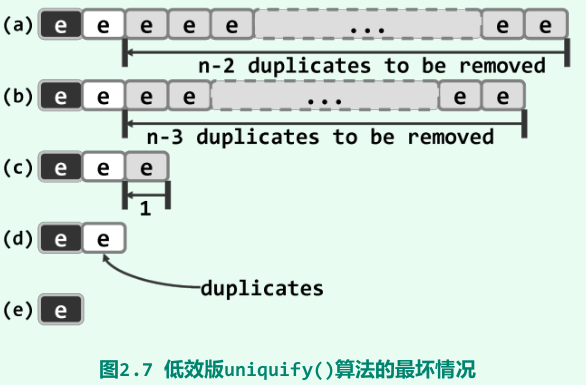 (a) e e e e e ... e e
n-2 duplicates to be removed
(b) e e e e ... e e
n-3 duplicates to be removed
(c) e e e
1
(d) e e
duplicates
(e) e
图2.7 低效版uniquify()算法的最坏情况